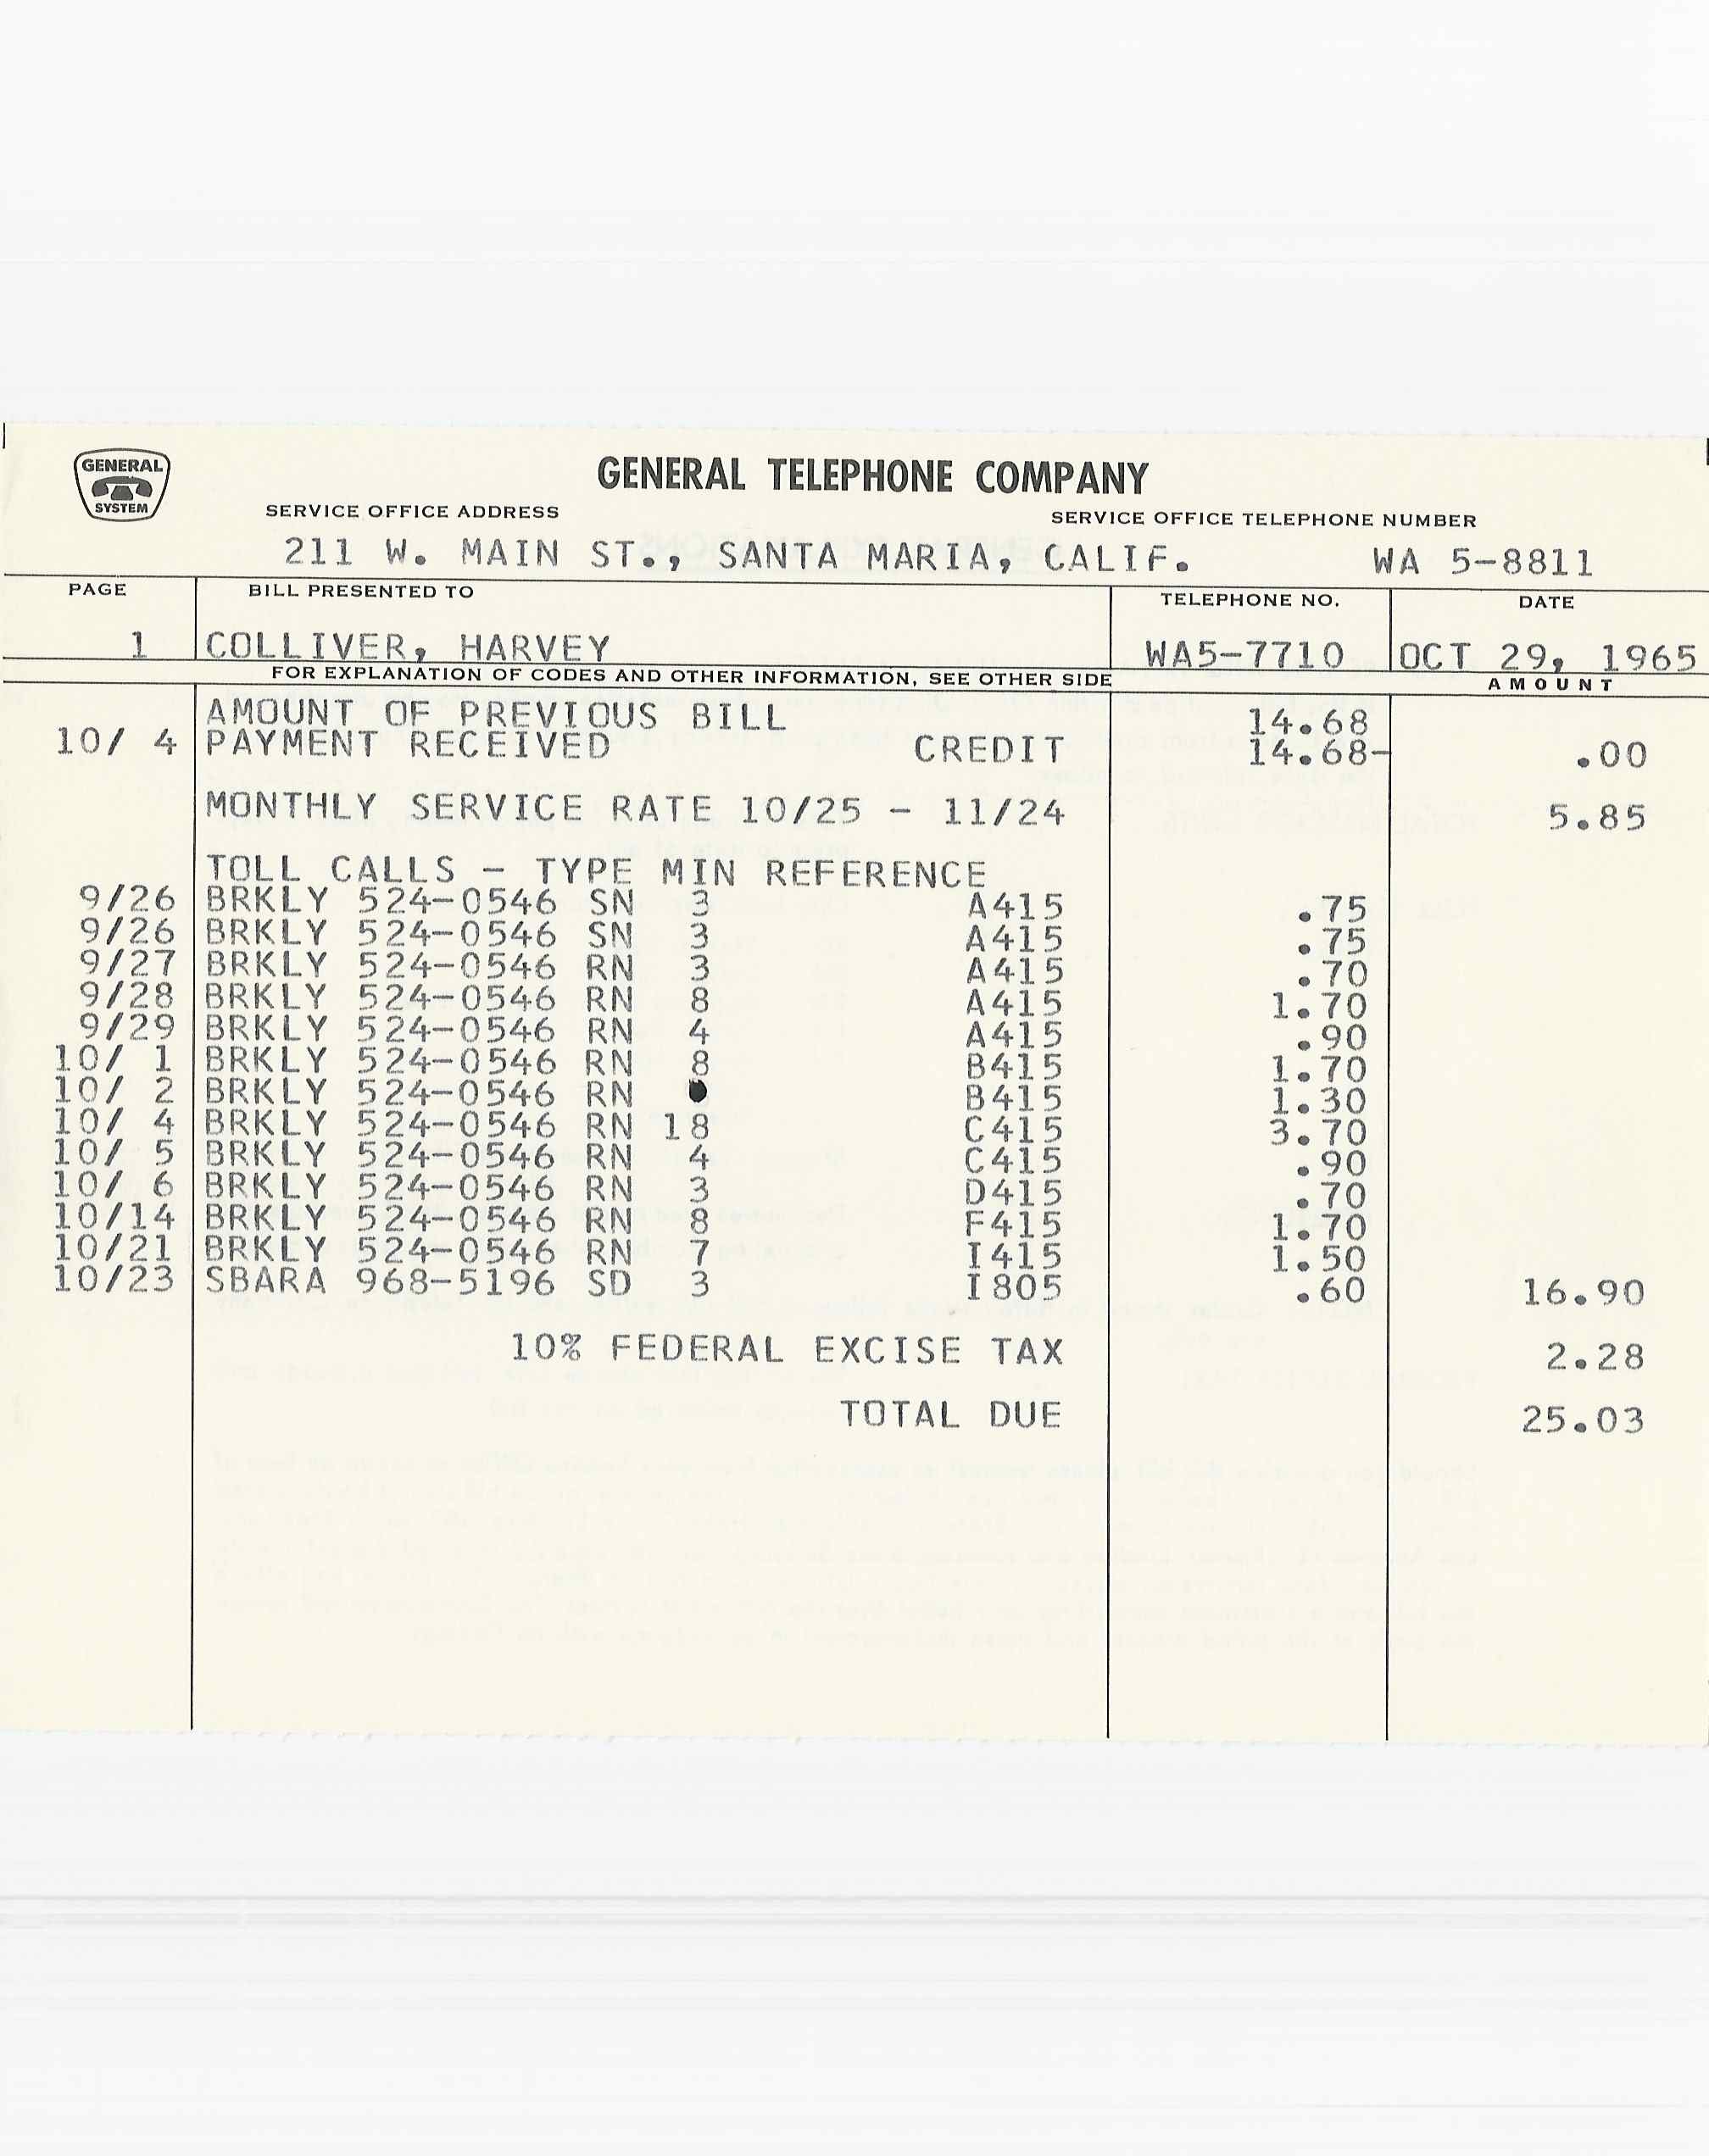 GENERAL SYSTEM
GENERAL TELEPHONE COMPANY
SERVICE OFFICE ADDRESS SERVICE OFFICE TELEPHONE NUMBER
211 W. MAIN ST., SANTA MARIA, CALIF. WA 5-8811
PAGE BILL PRESENTED TO TELEPHONE NO. DATE
1 COLLIVER, HARVEY WA5-7710 OCT 29, 1965
FOR EXPLANATION OF CODES AND OTHER INFORMATION, SEE OTHER SIDE AMOUNT
AMOUNT OF PREVIOUS BILL 14.68
10/ 4 PAYMENT RECEIVED CREDIT 14.68- .00
MONTHLY SERVICE RATE 10/25 - 11/24 5.85
TOLL CALLS - TYPE MIN REFERENCE
9/26 BRKLY 524-0546 SN 3 A415 .75
9/26 BRKLY 524-0546 SN 3 A415 .75
9/27 BRKLY 524-0546 RN 3 A415 .70
9/28 BRKLY 524-0546 RN 8 A415 1.70
9/29 BRKLY 524-0546 RN 4 A415 .90
10/ 1 BRKLY 524-0546 RN 8 B415 1.70
10/ 2 BRKLY 524-0546 RN B415 1.30
10/ 4 BRKLY 524-0546 RN 18 C415 3.70
10/ 5 BRKLY 524-0546 RN 4 C415 .90
10/ 6 BRKLY 524-0546 RN 3 D415 .70
10/14 BRKLY 524-0546 RN 8 F415 1.70
10/21 BRKLY 524-0546 RN 7 I415 1.50
10/23 SBARA 968-5196 SD 3 I805 .60 16.90
10% FEDERAL EXCISE TAX 2.28
TOTAL DUE 25.03